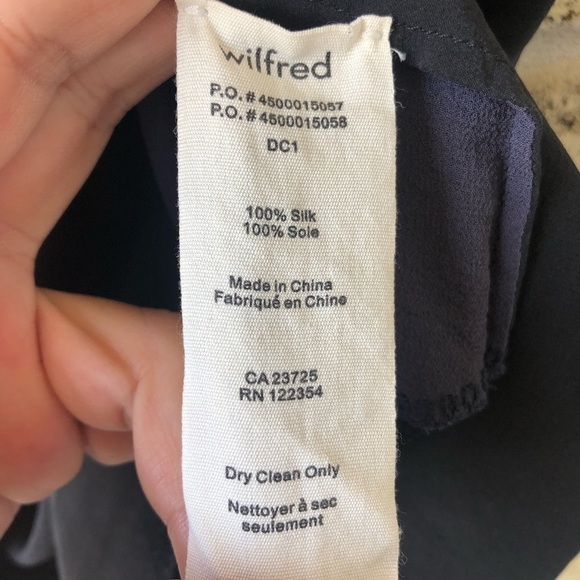 wilfred
P.O. # 4500015057
P.O. # 4500015058
DC1
100% Silk
100% Soie
Made in China
Fabriqué en Chine
CA 23725
RN 122354
Dry Clean Only
Nettoyer à sec
seulement